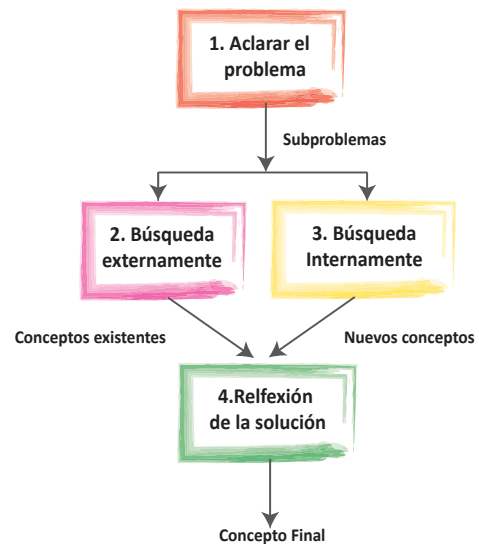 1. Aclarar el
problema
Subproblemas
2. Búsqueda
externamente
3. Búsqueda
Internamente
Conceptos existentes
Nuevos conceptos
4.Relfexión
de la solución
Concepto Final